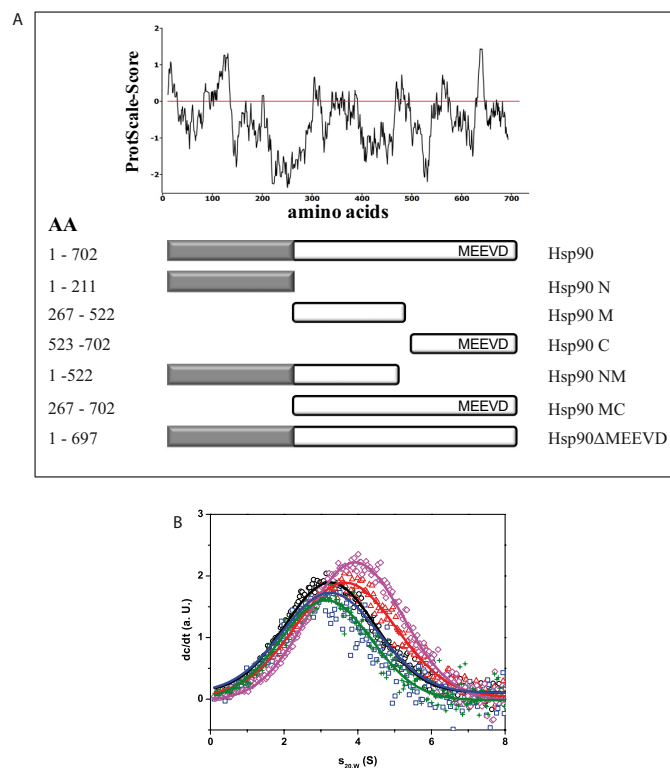 A
ProtScale-Score
2
1
0
-1
-2
0 100 200 300 400 500 600 700
amino acids
AA
1 - 702 MEEVD Hsp90
1 - 211 Hsp90 N
267 - 522 Hsp90 M
523 -702 MEEVD Hsp90 C
1 -522 Hsp90 NM
267 - 702 MEEVD Hsp90 MC
1 - 697 Hsp90ΔMEEVD
B
dc/dt (a. U.)
3
2
1
0
0 2 4 6 8
s20,W (S)